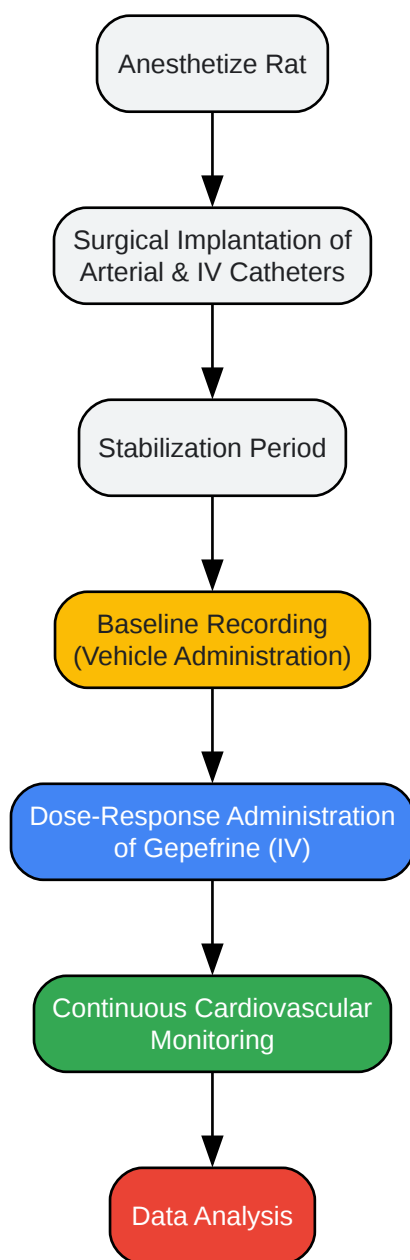 Anesthetize Rat
Surgical Implantation of
Arterial & IV Catheters
Stabilization Period
Baseline Recording
(Vehicle Administration)
Dose-Response Administration
of Gepefrine (IV)
Continuous Cardiovascular
Monitoring
Data Analysis